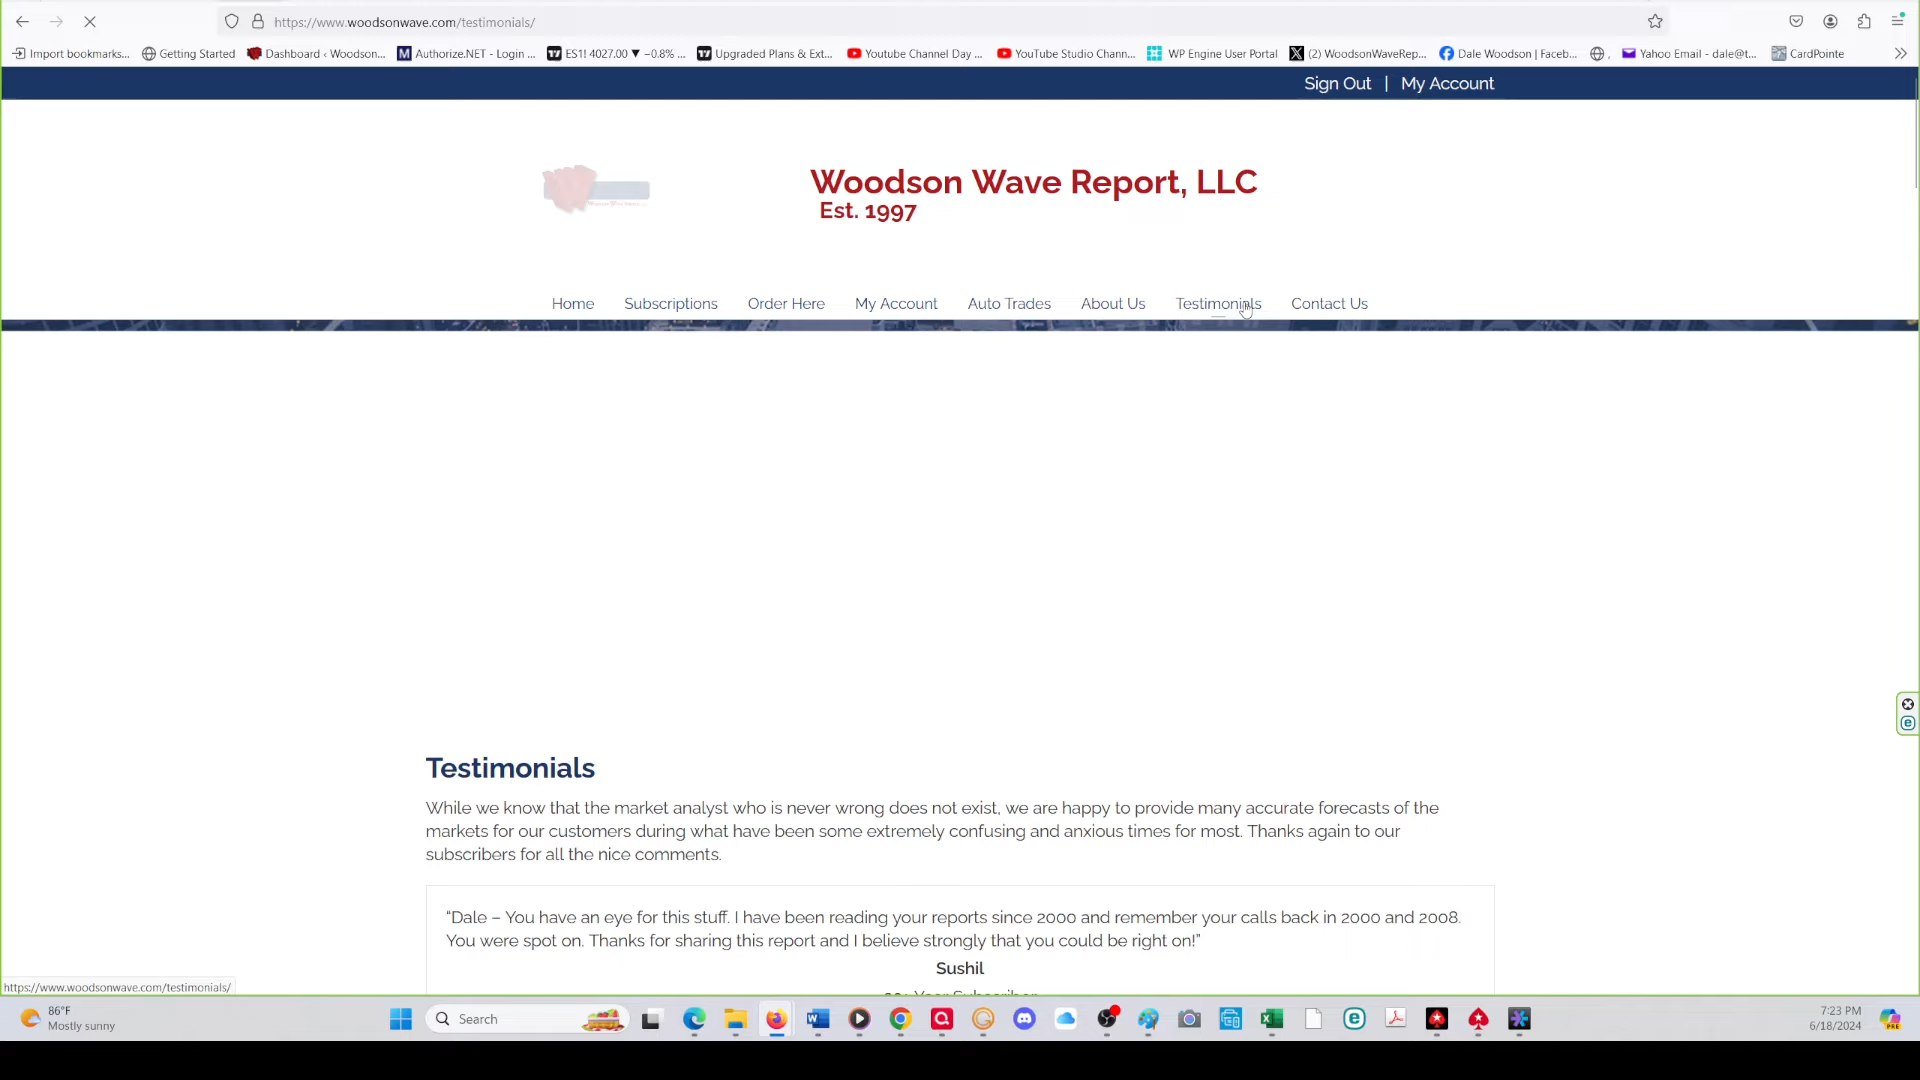 https://www.woodsonwave.com/testimonials/
Import bookmarks... Getting Started Dashboard ‹ Woodson... Authorize.NET - Login ... ES1! 4027.00 ▼ −0.8% ... Upgraded Plans & Ext... Youtube Channel Day ... YouTube Studio Chann... WP Engine User Portal (2) WoodsonWaveRep... Dale Woodson | Faceb... Yahoo Email - dale@t... CardPointe
Sign Out | My Account
Woodson Wave Report, LLC
Est. 1997
Home Subscriptions Order Here My Account Auto Trades About Us Testimonials Contact Us
Testimonials
While we know that the market analyst who is never wrong does not exist, we are happy to provide many accurate forecasts of the
markets for our customers during what have been some extremely confusing and anxious times for most. Thanks again to our
subscribers for all the nice comments.
“Dale – You have an eye for this stuff. I have been reading your reports since 2000 and remember your calls back in 2000 and 2008.
You were spot on. Thanks for sharing this report and I believe strongly that you could be right on!”
Sushil
https://www.woodsonwave.com/testimonials/
86°F
Mostly sunny
Search
7:23 PM
6/18/2024